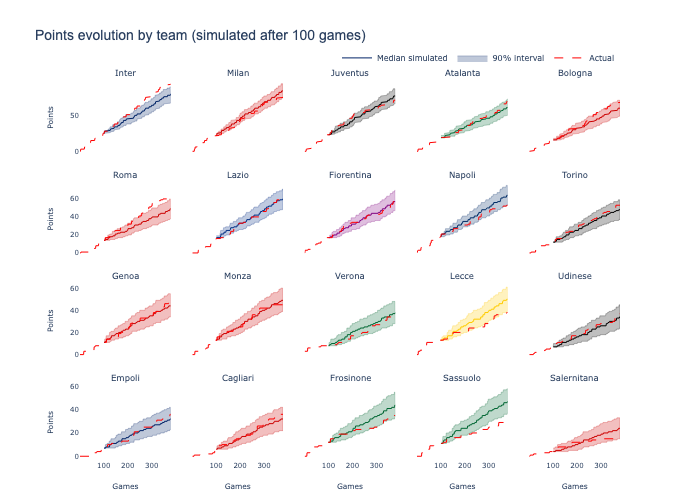 Points evolution by team (simulated after 100 games)
Median simulated 90% interval Actual
Inter Milan Juventus Atalanta Bologna
Points
50
0
Roma Lazio Fiorentina Napoli Torino
Points
60
40
20
0
Genoa Monza Verona Lecce Udinese
Points
60
40
20
0
Empoli Cagliari Frosinone Sassuolo Salernitana
Points
60
40
20
0
100 200 300 100 200 300 100 200 300 100 200 300 100 200 300
Games Games Games Games Games